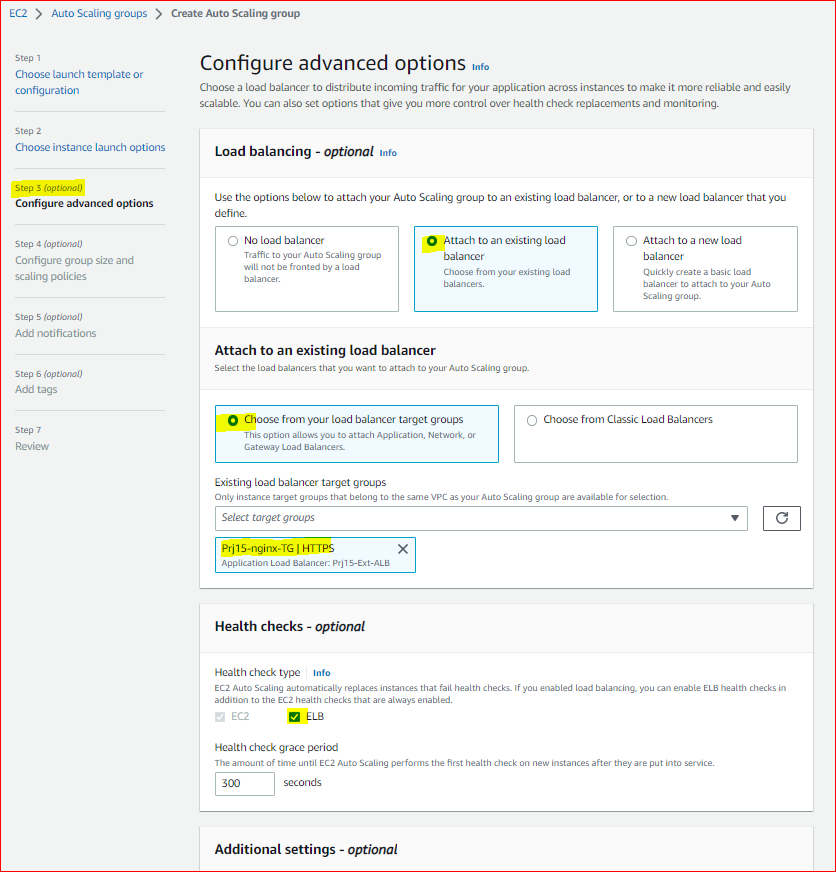 EC2 > Auto Scaling groups > Create Auto Scaling group
Step 1
Choose launch template or
configuration
Step 2
Choose instance launch options
Step 3 (optional)
Configure advanced options
Step 4 (optional)
Configure group size and
scaling policies
Step 5 (optional)
Add notifications
Step 6 (optional)
Add tags
Step 7
Review
Configure advanced options Info
Choose a load balancer to distribute incoming traffic for your application across instances to make it more reliable and easily
scalable. You can also set options that give you more control over health check replacements and monitoring.
Load balancing - optional Info
Use the options below to attach your Auto Scaling group to an existing load balancer, or to a new load balancer that you
define.
No load balancer
Traffic to your Auto Scaling group
will not be fronted by a load
balancer.
Attach to an existing load
balancer
Choose from your existing load
balancers.
Attach to a new load
balancer
Quickly create a basic load
balancer to attach to your Auto
Scaling group.
Attach to an existing load balancer
Select the load balancers that you want to attach to your Auto Scaling group.
Choose from your load balancer target groups
This option allows you to attach Application, Network, or
Gateway Load Balancers.
Choose from Classic Load Balancers
Existing load balancer target groups
Only instance target groups that belong to the same VPC as your Auto Scaling group are available for selection.
Select target groups
Prj15-nginx-TG | HTTPS
Application Load Balancer: Prj15-Ext-ALB
Health checks - optional
Health check type Info
EC2 Auto Scaling automatically replaces instances that fail health checks. If you enabled load balancing, you can enable ELB health checks in
addition to the EC2 health checks that are always enabled.
EC2 ELB
Health check grace period
The amount of time until EC2 Auto Scaling performs the first health check on new instances after they are put into service.
300 seconds
Additional settings - optional